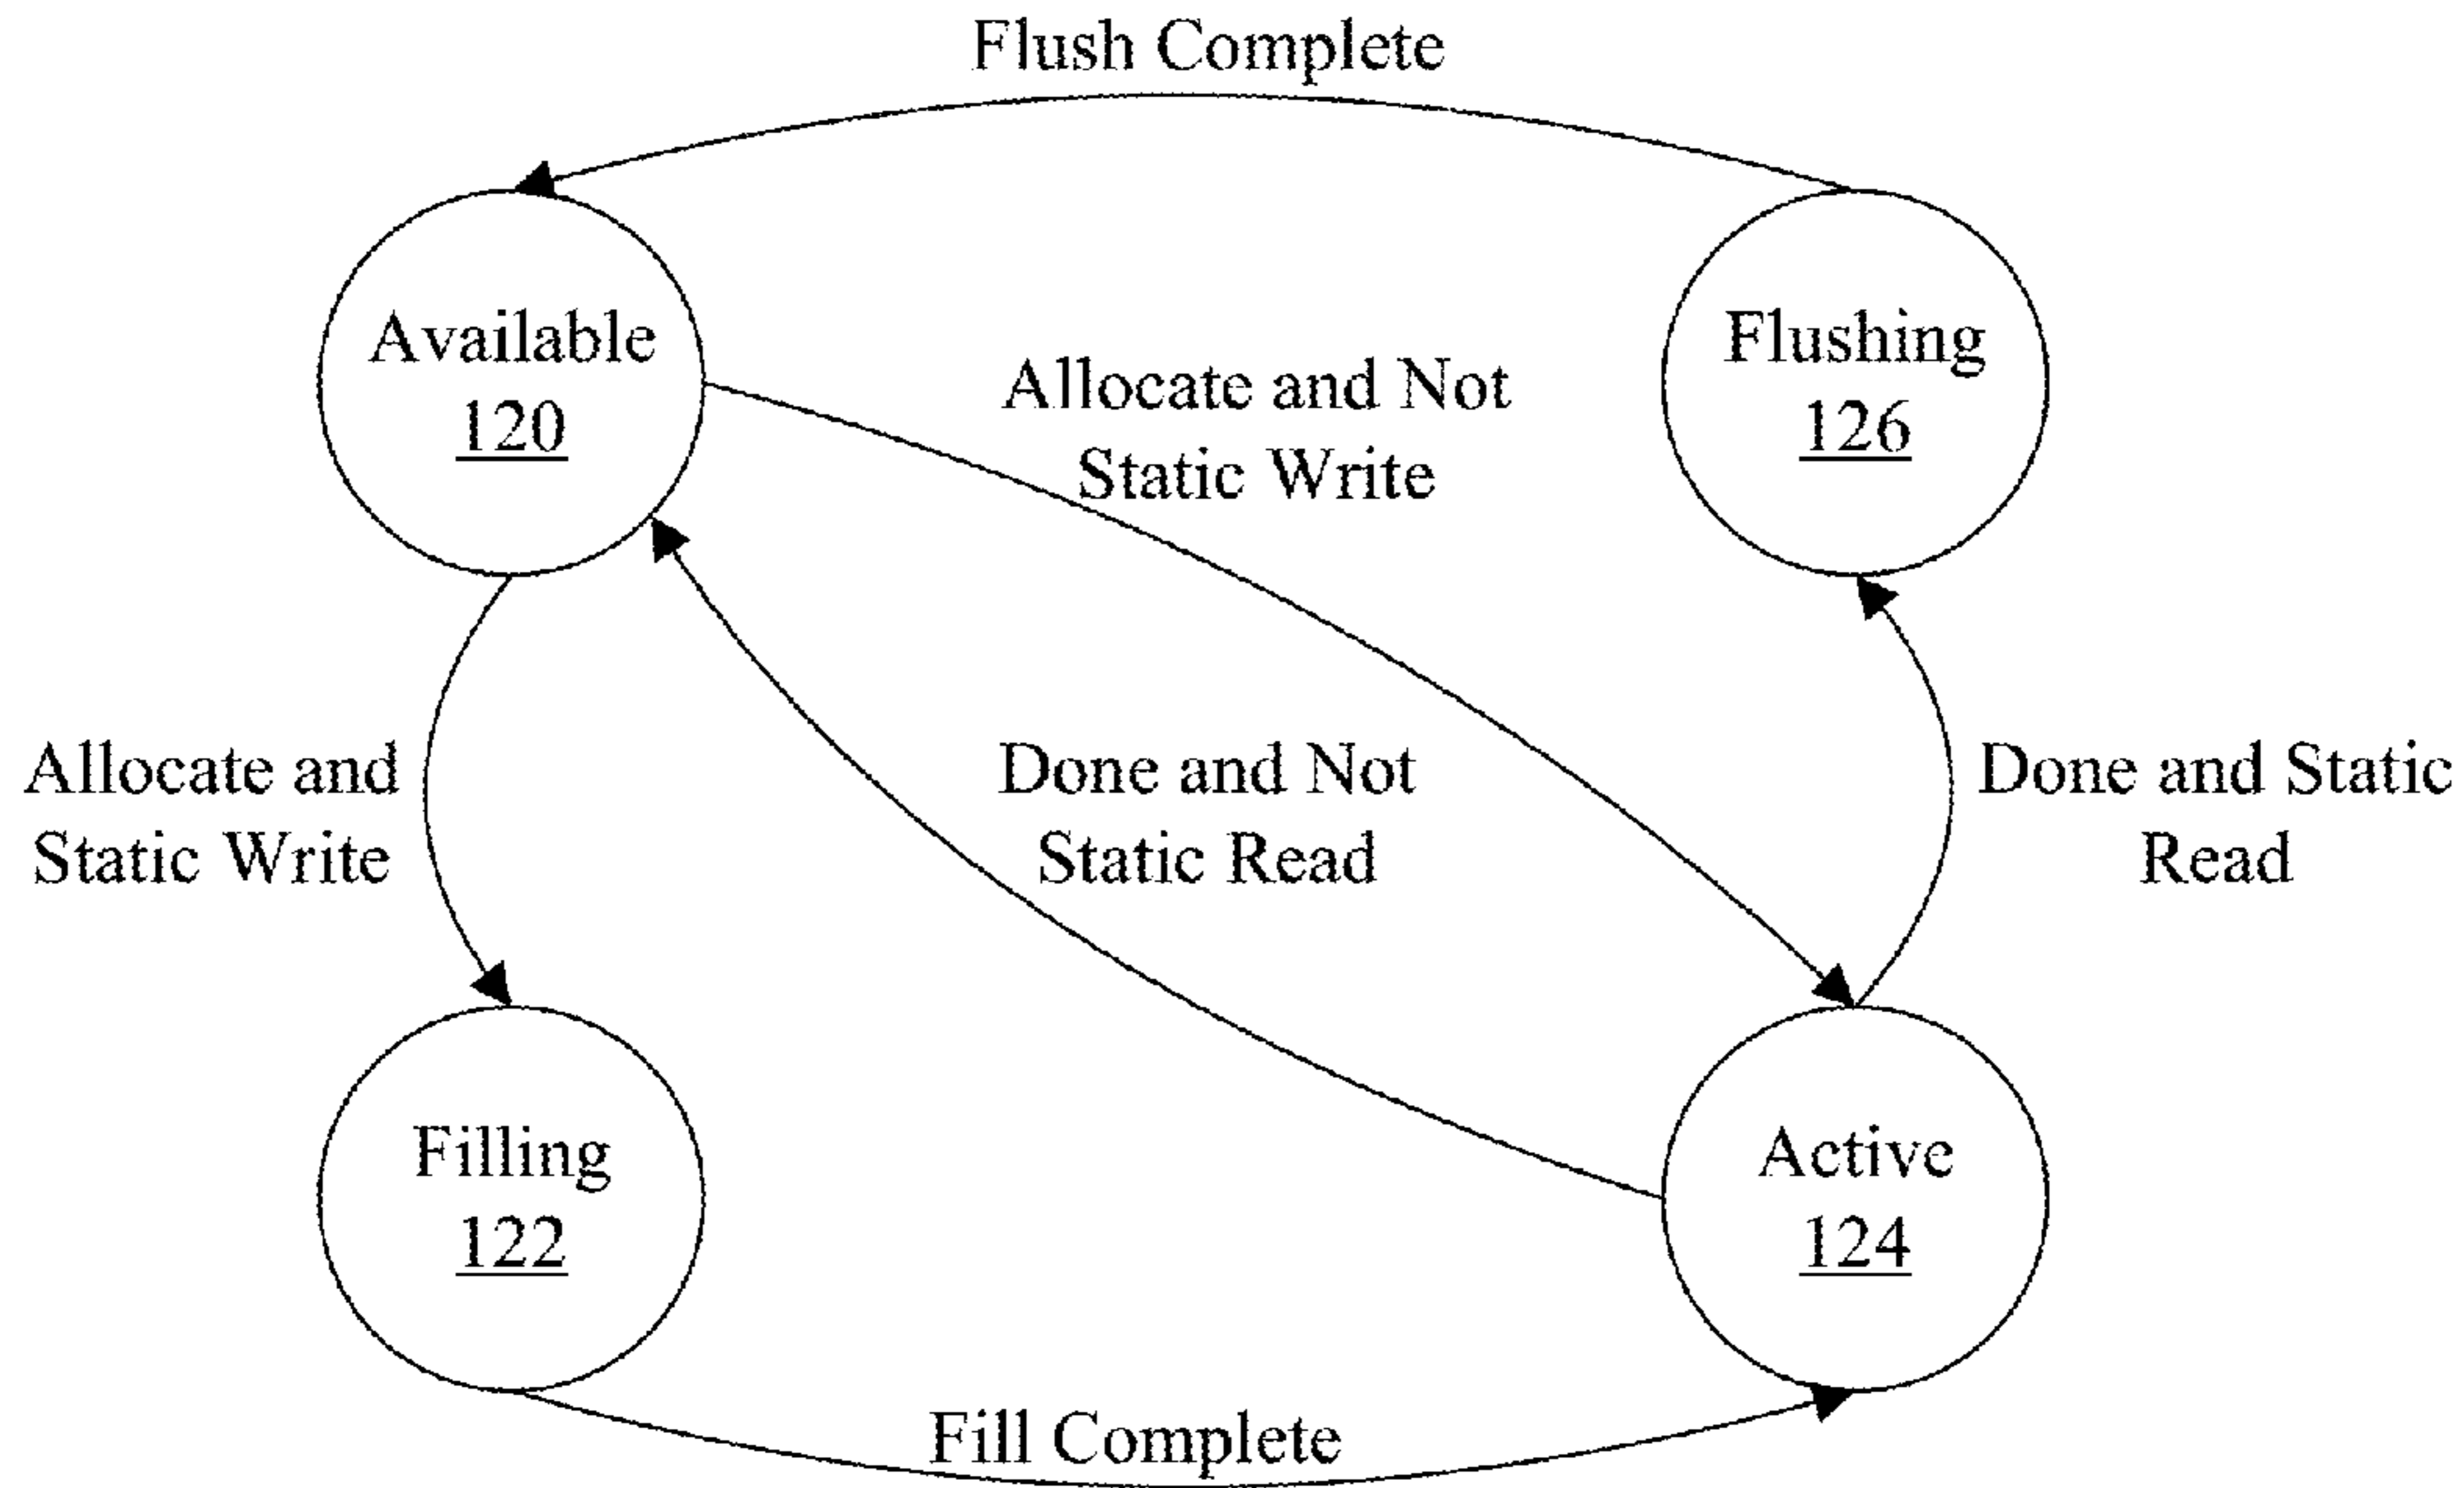 Flush Complete
Available
120
Allocate and Not
Static Write
Flushing
126
Allocate and
Static Write
Done and Not
Static Read
Done and Static
Read
Filling
122
Active
124
Fill Complete